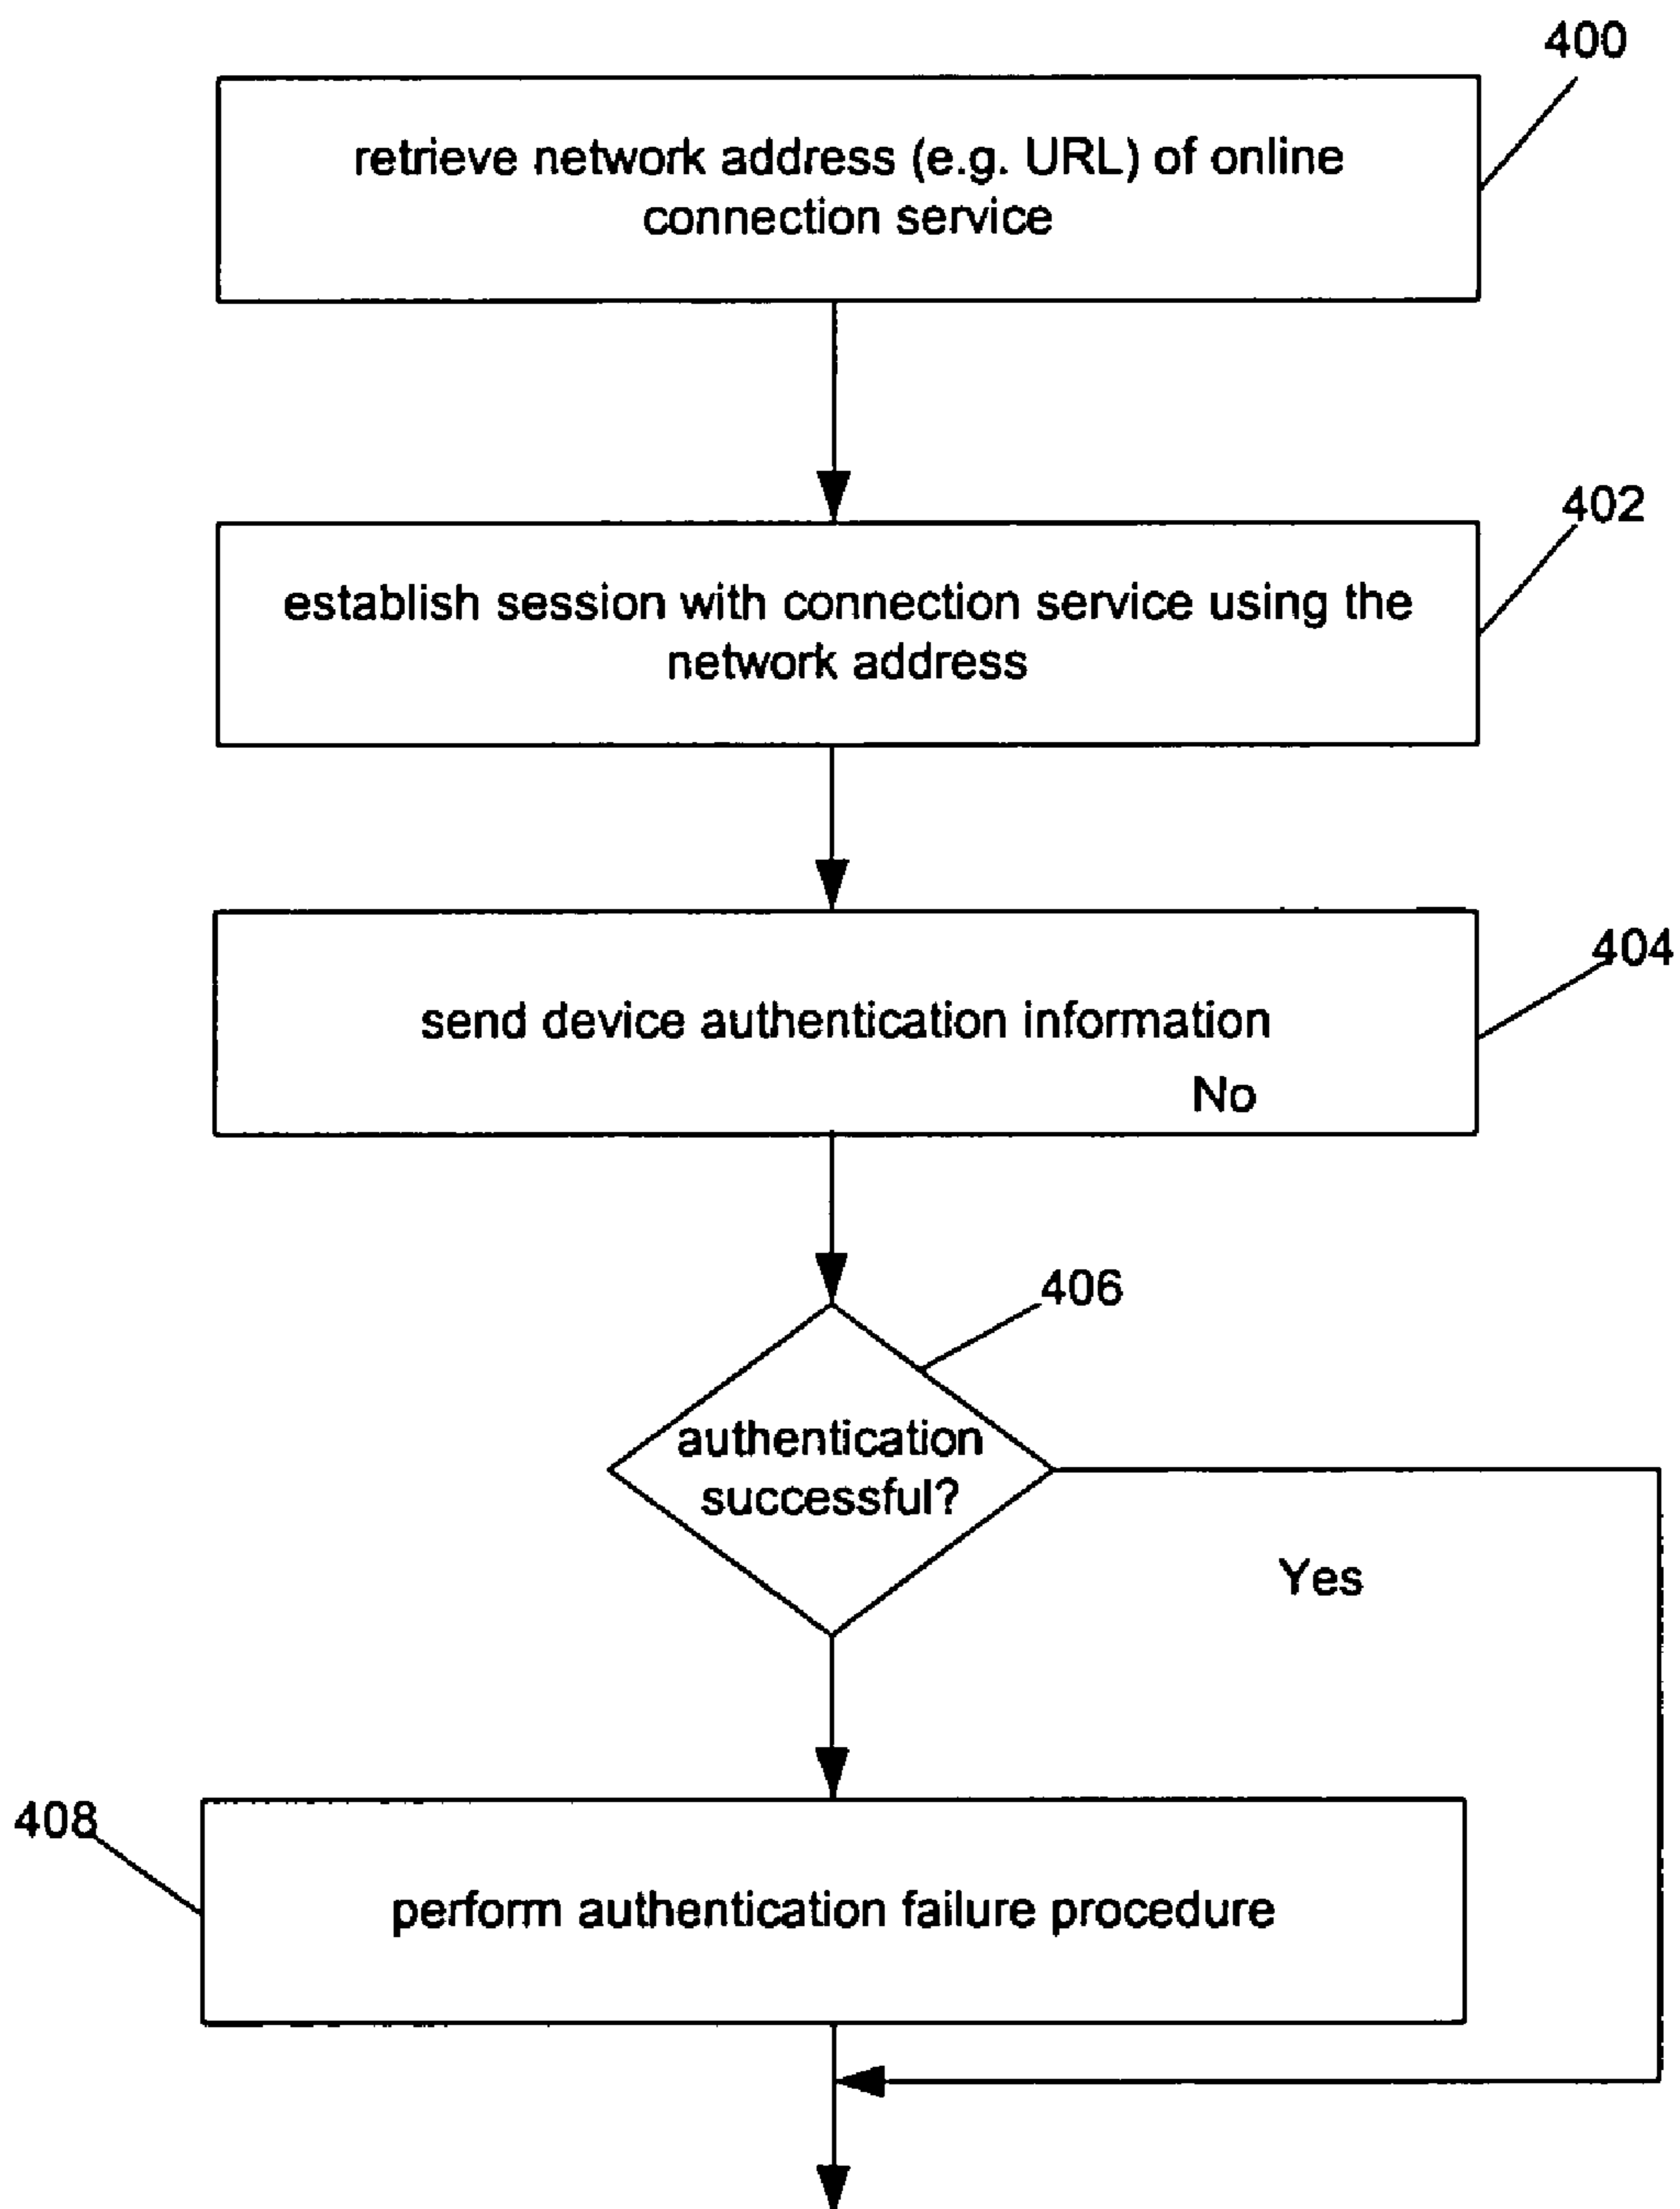 400
retrieve network address (e.g. URL) of online
connection service
402
establish session with connection service using the
network address
404
send device authentication information
No
406
authentication
successful?
Yes
408
perform authentication failure procedure